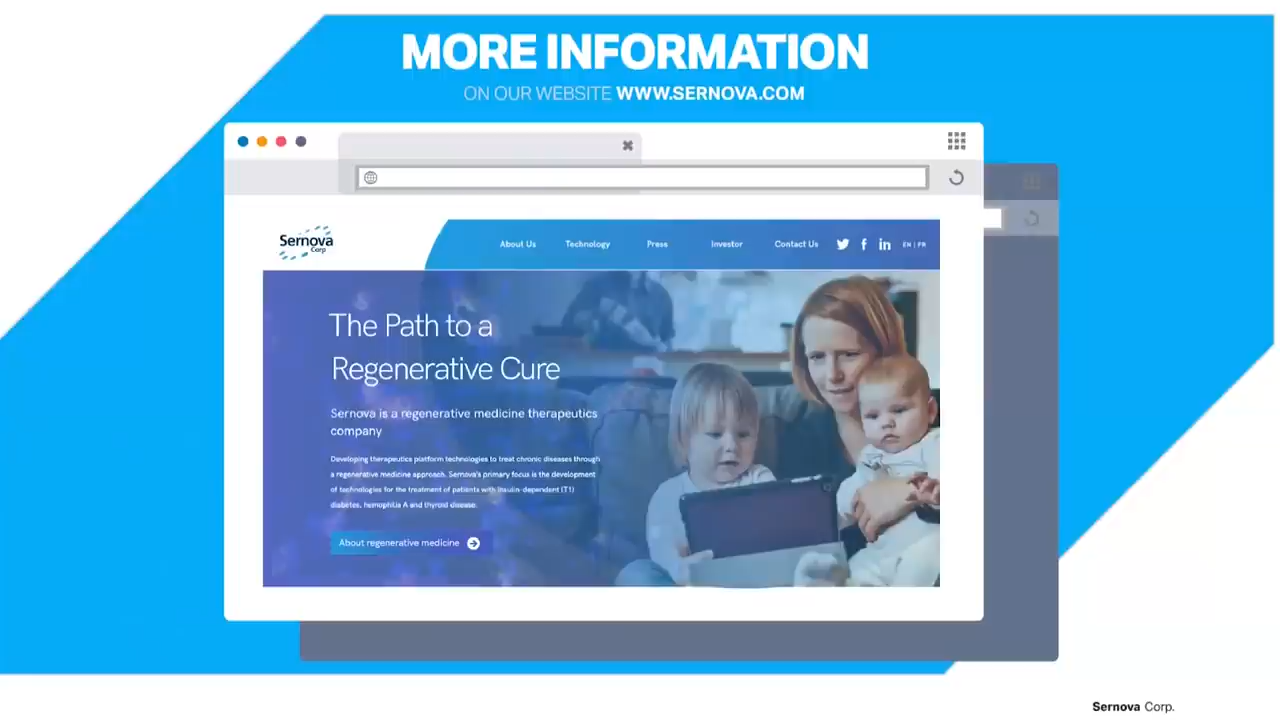 MORE INFORMATION
ON OUR WEBSITE WWW.SERNOVA.COM
Sernova
Corp
About Us
Technology
Press
Investor
Contact Us
EN | FR
The Path to a
Regenerative Cure
Sernova is a regenerative medicine therapeutics
company
Developing therapeutics platform technologies to treat chronic diseases through
a regenerative medicine approach. Sernova's primary focus is the development
of technologies for the treatment of patients with insulin-dependent (T1)
diabetes, hemophilia A and thyroid disease.
About regenerative medicine
Sernova Corp.